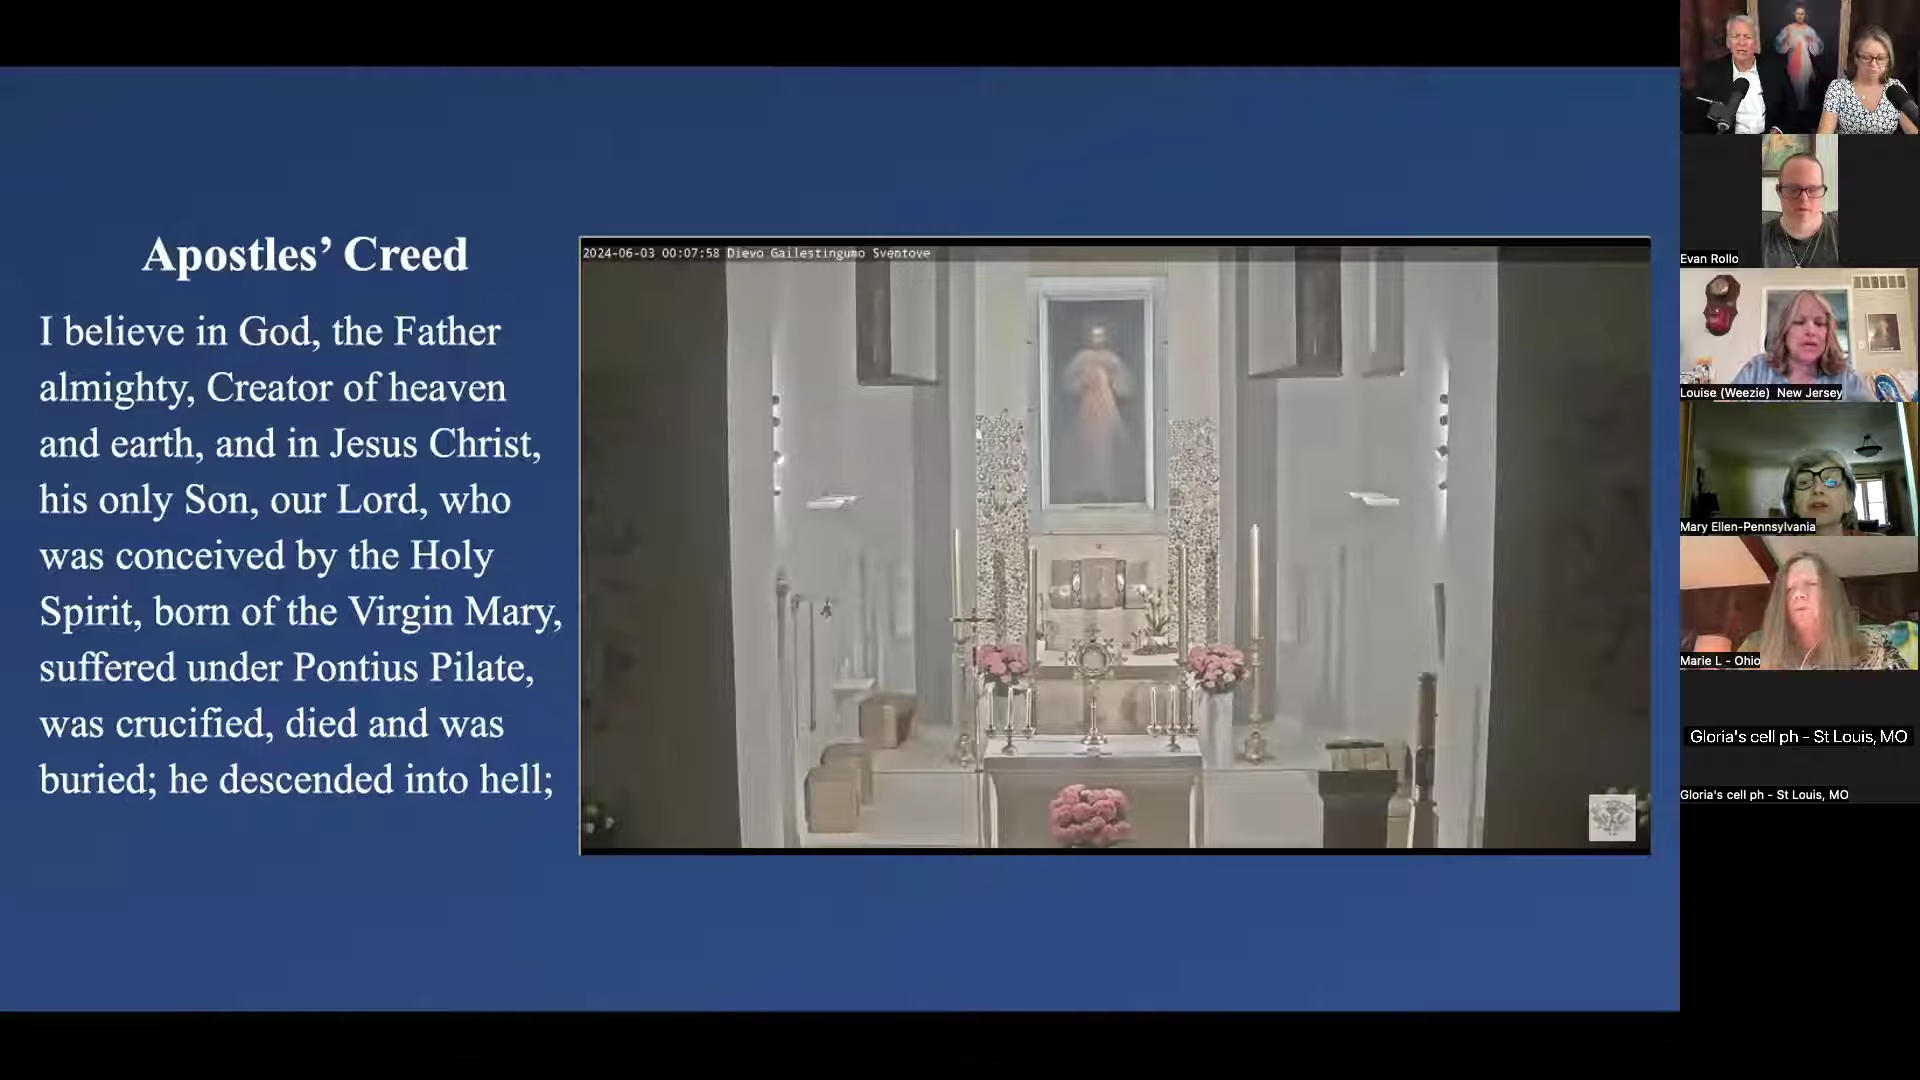 Apostles’ Creed
I believe in God, the Father
almighty, Creator of heaven
and earth, and in Jesus Christ,
his only Son, our Lord, who
was conceived by the Holy
Spirit, born of the Virgin Mary,
suffered under Pontius Pilate,
was crucified, died and was
buried; he descended into hell;
2024-06-03 00:07:58 Dievo Gailestingumo Sventove
Evan Rollo
Louise (Weezie) New Jersey
Mary Ellen-Pennsylvania
Marie L - Ohio
Gloria's cell ph - St Louis, MO
Gloria's cell ph - St Louis, MO